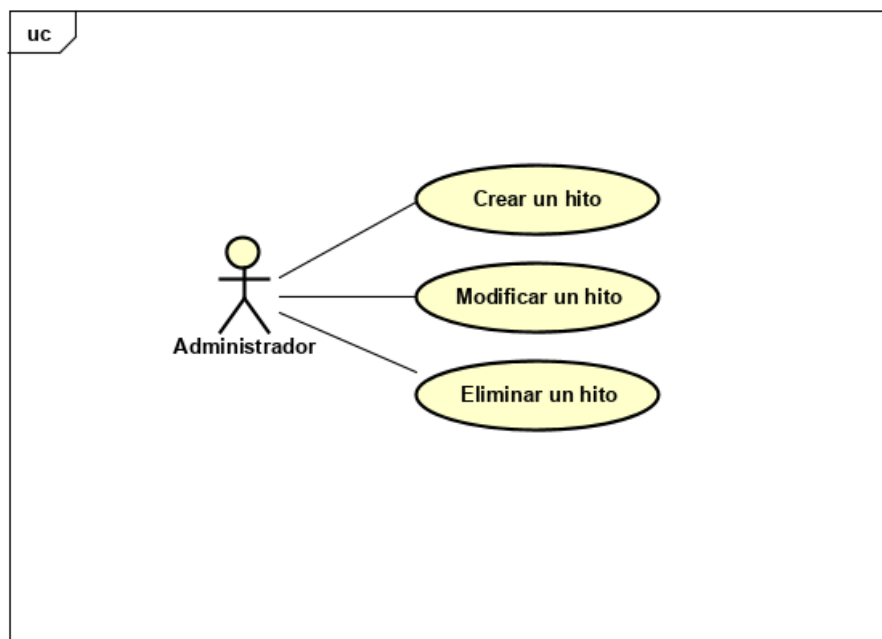 uc
Crear un hito
Modificar un hito
Administrador
Eliminar un hito